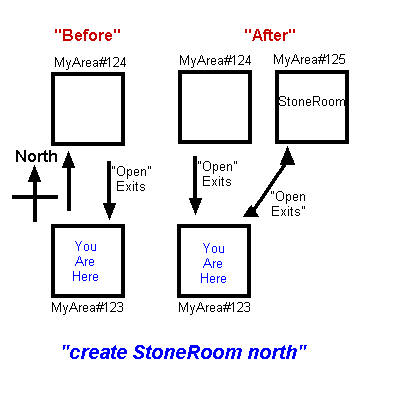 "Before"
"After"
MyArea#124
MyArea#124
MyArea#125
StoneRoom
North
"Open"
Exits
"Open"
Exits
"Open
Exits"
You
Are
Here
You
Are
Here
MyArea#123
MyArea#123
"create StoneRoom north"